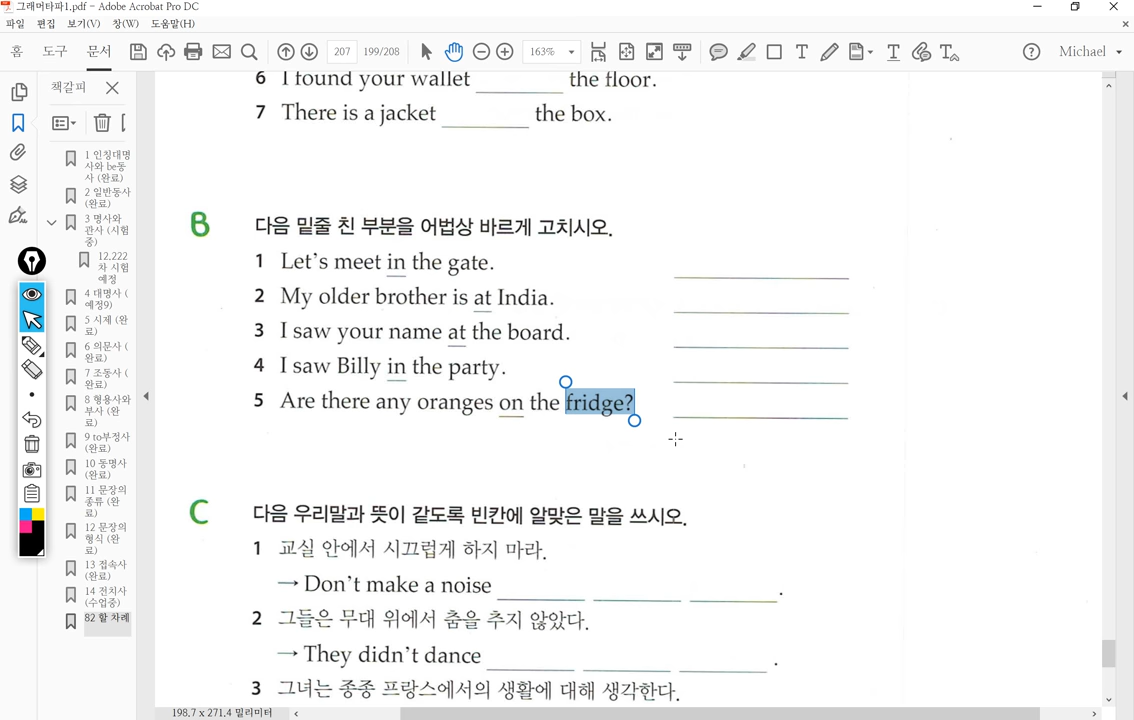 그래머타파1.pdf - Adobe Acrobat Pro DC
파일 편집 보기(V) 창(W) 도움말(H)
홈 도구 문서 207 199/208 163% Michael
책갈피
1 인칭대명
사와 be동
사 (완료)
2 일반동사
(완료)
3 명사와
관사 (시험
중)
12.222
차 시험
예정
4 대명사 (
예정9)
5 시제 (완
료)
6 의문사 (
완료)
7 조동사 (
완료)
8 형용사와
부사 (완
료)
9 to부정사
(완료)
10 동명사
(완료)
11 문장의
종류 (완
료)
12 문장의
형식 (완
료)
13 접속사
(완료)
14 전치사
(수업중)
82 할 차례
6 I found your wallet ________ the floor.
7 There is a jacket ________ the box.
B 다음 밑줄 친 부분을 어법상 바르게 고치시오.
1 Let's meet in the gate.
2 My older brother is at India.
3 I saw your name at the board.
4 I saw Billy in the party.
5 Are there any oranges on the fridge?
C 다음 우리말과 뜻이 같도록 빈칸에 알맞은 말을 쓰시오.
1 교실 안에서 시끄럽게 하지 마라.
→ Don't make a noise ________ ________ ________.
2 그들은 무대 위에서 춤을 추지 않았다.
→ They didn't dance ________ ________ ________.
3 그녀는 종종 프랑스에서의 생활에 대해 생각한다.
198.7 x 271.4 밀리미터